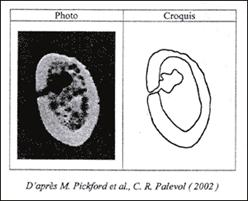 Photo Croquis
D'après M. Pickford et al., C. R. Palevol ( 2002 )